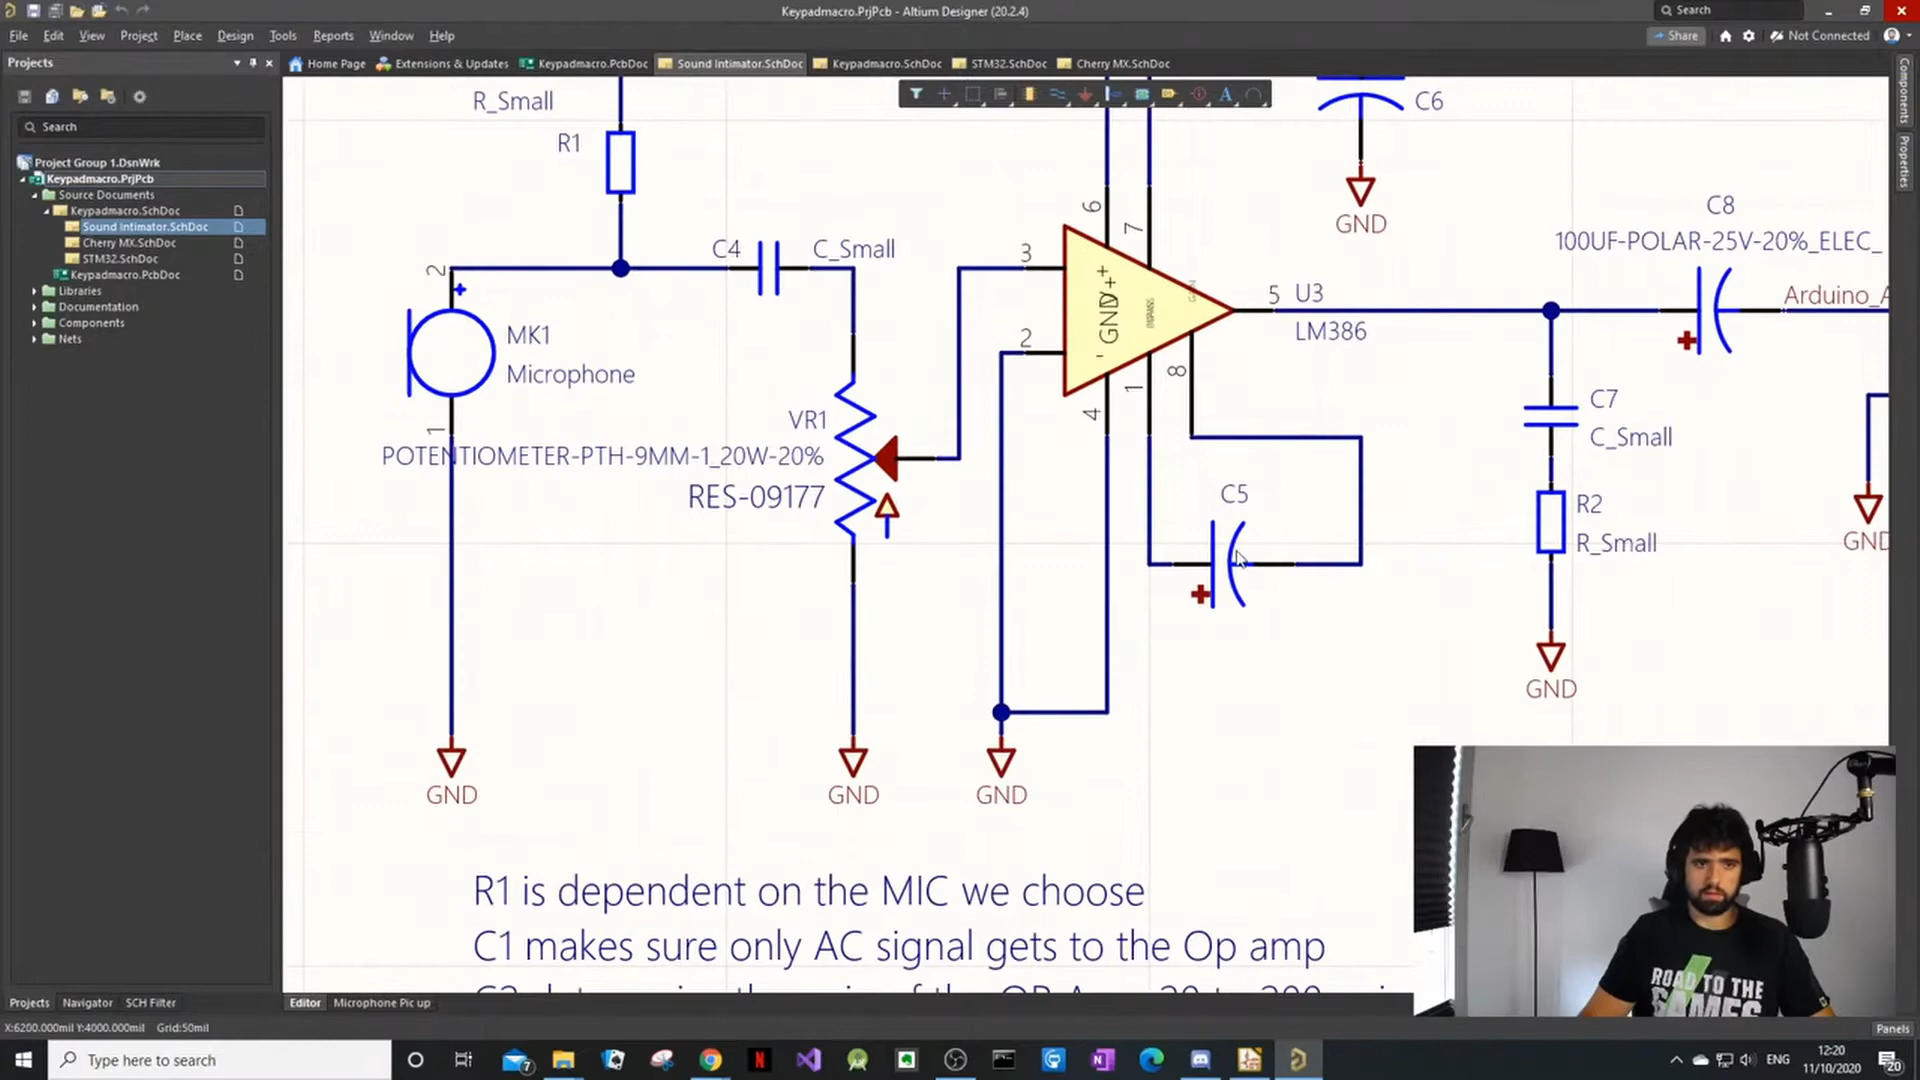 Keypadmacro.PrjPcb - Altium Designer (20.2.4)
Search
File Edit View Project Place Design Tools Reports Window Help
Share
Not Connected
Projects
Home Page
Extensions & Updates
Keypadmacro.PcbDoc
Sound Intimator.SchDoc
Keypadmacro.SchDoc
STM32.SchDoc
Cherry MX.SchDoc
Components
Properties
Search
Project Group 1.DsnWrk
Keypadmacro.PrjPcb
Source Documents
Keypadmacro.SchDoc
Sound Intimator.SchDoc
Cherry MX.SchDoc
STM32.SchDoc
Keypadmacro.PcbDoc
Libraries
Documentation
Components
Nets
R_Small
R1
C6
GND
C8
100UF-POLAR-25V-20%_ELEC_
6
7
C4
C_Small
3
2
5
U3
LM386
Arduino_A
GND
V+
+
-
2
MK1
Microphone
1
8
1
4
C7
C_Small
VR1
POTENTIOMETER-PTH-9MM-1_20W-20%
RES-09177
C5
R2
R_Small
GND
GND
GND
GND
GND
R1 is dependent on the MIC we choose
C1 makes sure only AC signal gets to the Op amp
ROAD TO THE
GAMES
Projects Navigator SCH Filter
Editor Microphone Pic up
X:6200.000mil Y:4000.000mil Grid:50mil
Panels
Type here to search
7
ENG
12:20
11/10/2020
20